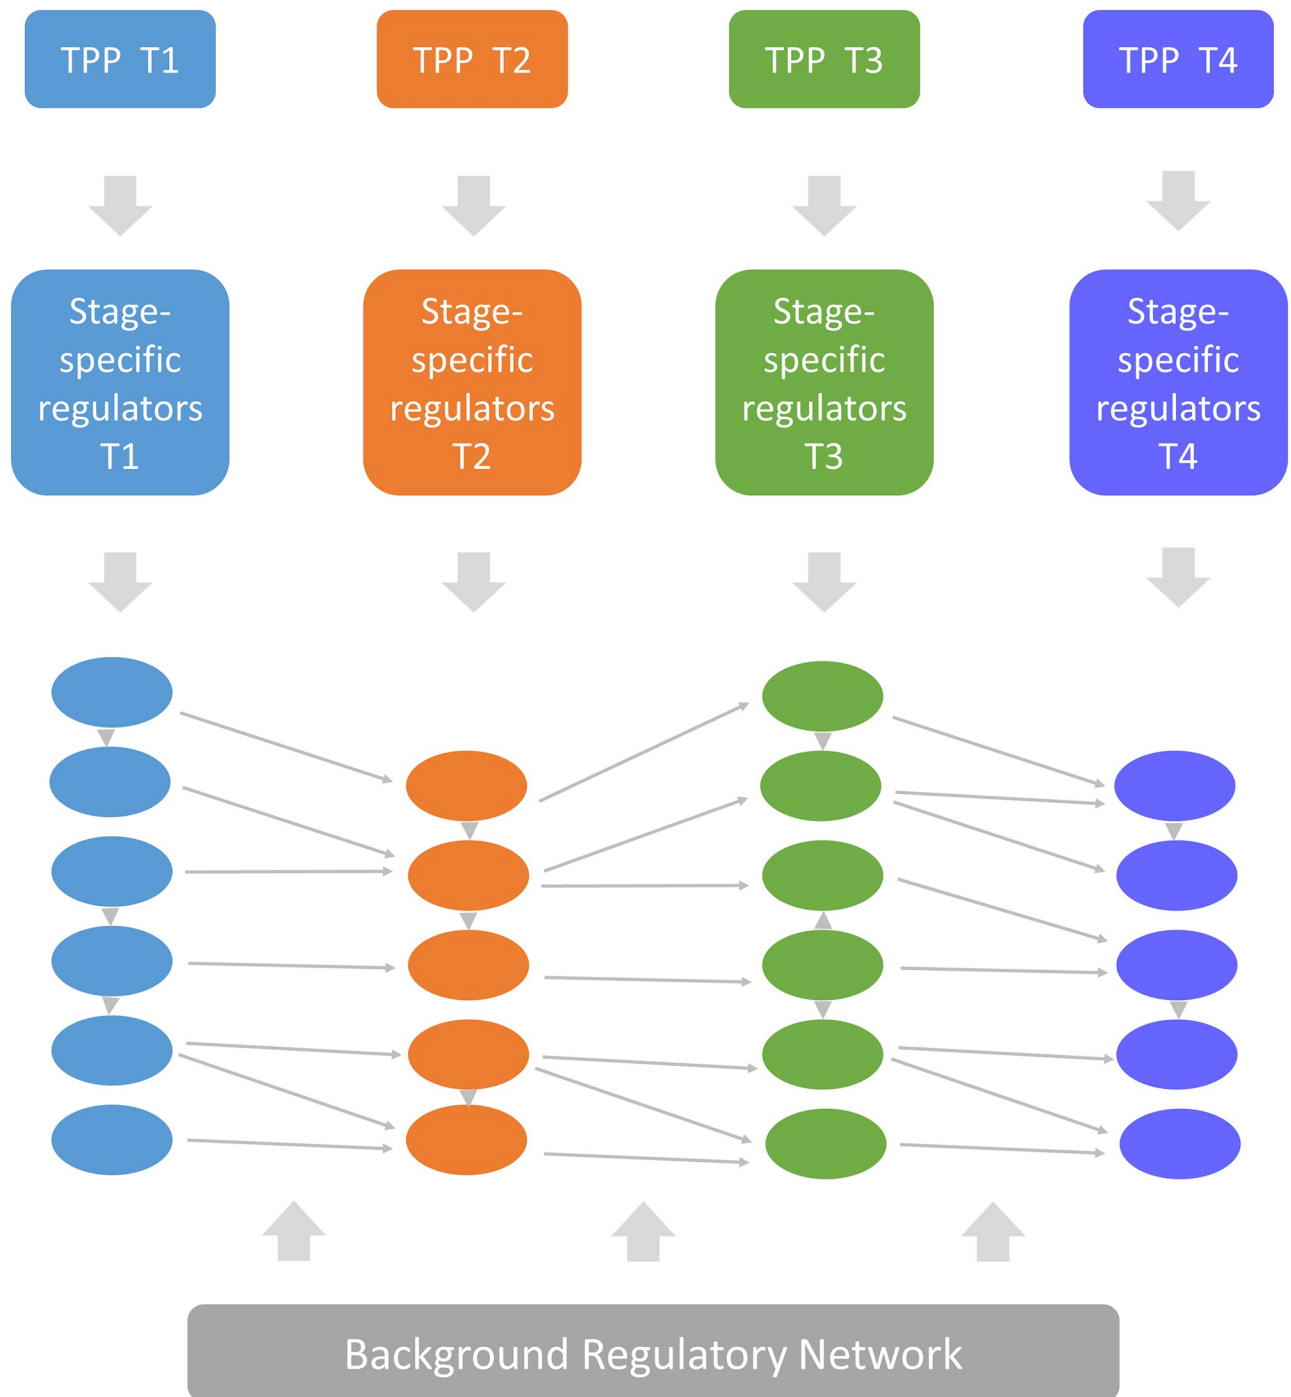 TPP T1
TPP T2
TPP T3
TPP T4
Stage-
specific
regulators
T1
Stage-
specific
regulators
T2
Stage-
specific
regulators
T3
Stage-
specific
regulators
T4
Background Regulatory Network